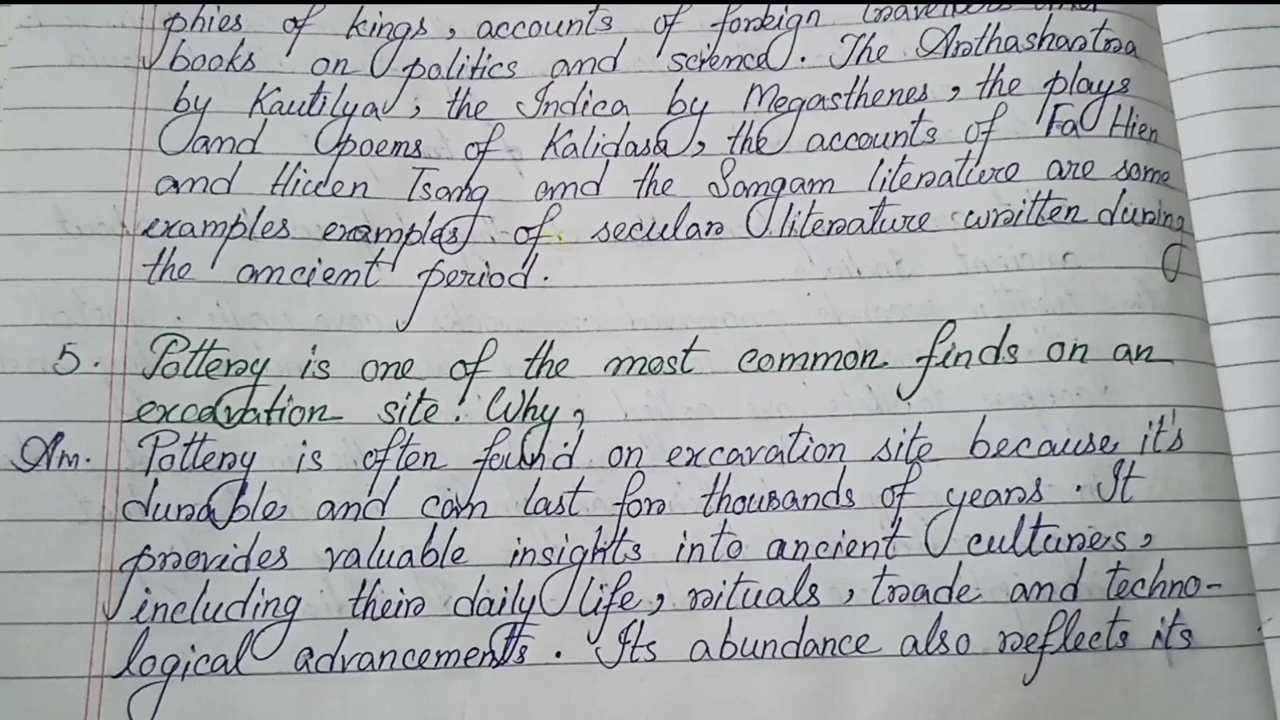 phies of kings, accounts of foreign travellers and
books on politics and science. The Arthashastra
by Kautilya, the Indica by Megasthenes, the plays
and poems of Kalidasa, the accounts of Fa Hien
and Hiuen Tsang and the Sangam literature are some
examples examples of secular literature written during
the ancient period.
5. Pottery is one of the most common finds on an
excavation site. Why?
Ans. Pottery is often found on excavation site because it's
durable and can last for thousands of years. It
provides valuable insights into ancient cultures,
including their daily life, rituals, trade and techno-
logical advancements. Its abundance also reflects its